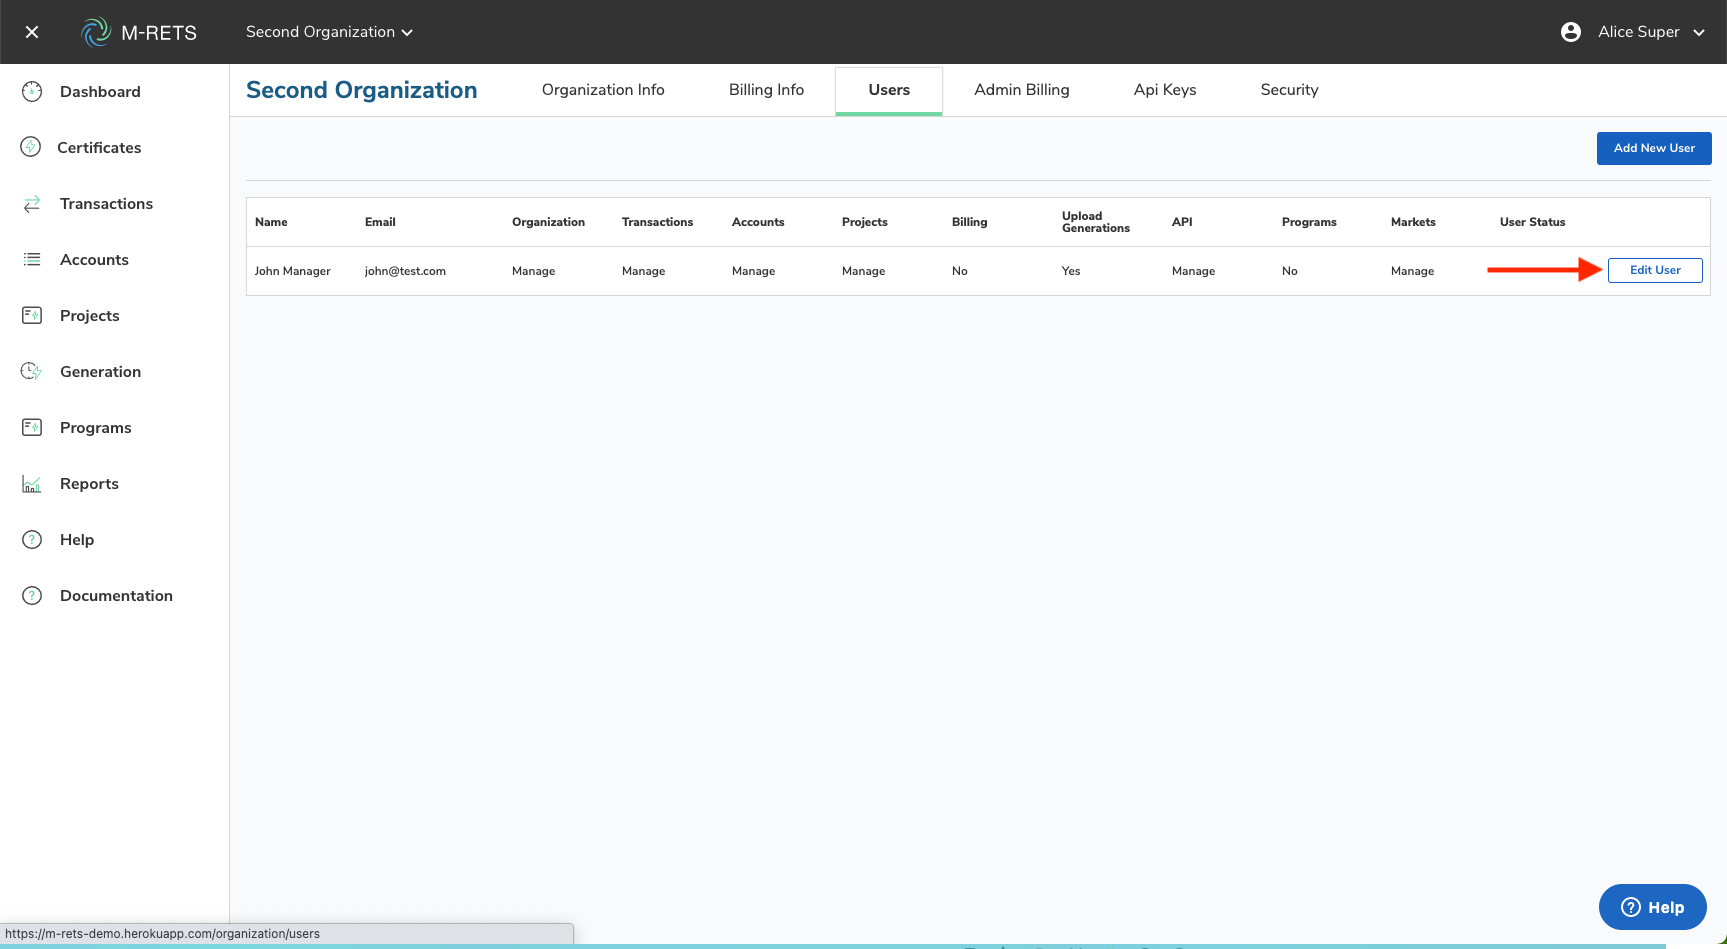 M-RETS Second Organization Alice Super
Second Organization Organization Info Billing Info Users Admin Billing Api Keys Security
Dashboard
Certificates
Transactions
Accounts
Projects
Generation
Programs
Reports
Help
Documentation
Add New User
Name Email Organization Transactions Accounts Projects Billing Upload Generations API Programs Markets User Status
John Manager john@test.com Manage Manage Manage Manage No Yes Manage No Manage Edit User
Help
https://m-rets-demo.herokuapp.com/organization/users